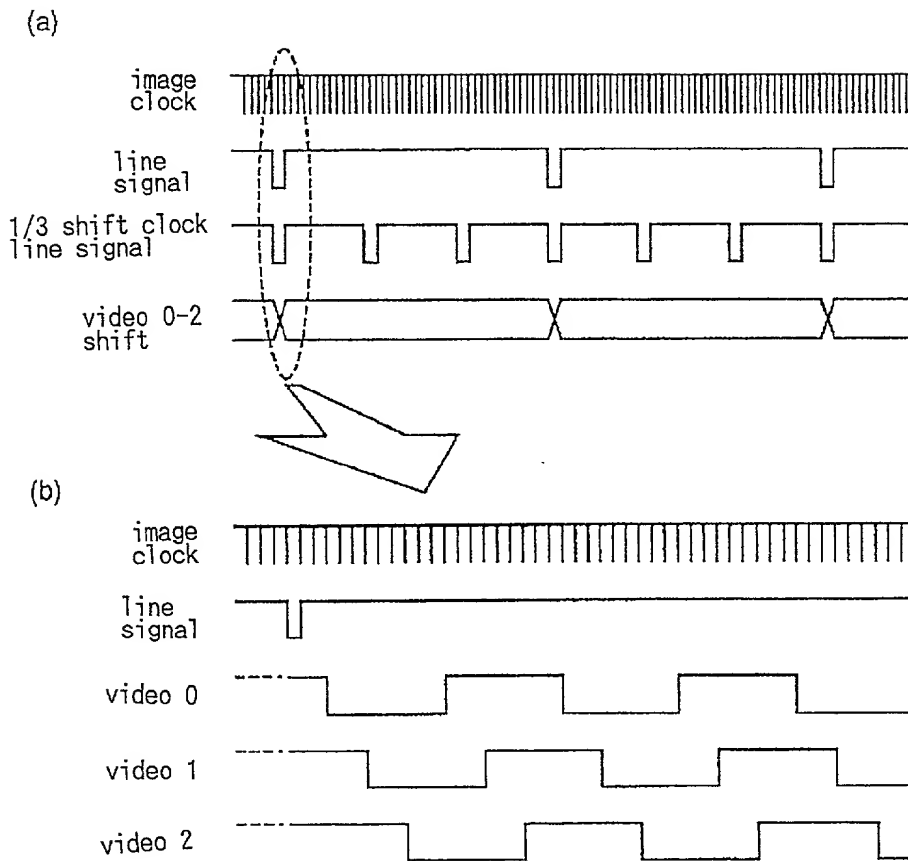 (a)
image
clock
line
signal
1/3 shift clock
line signal
video 0-2
shift
(b)
image
clock
line
signal
video 0
video 1
video 2